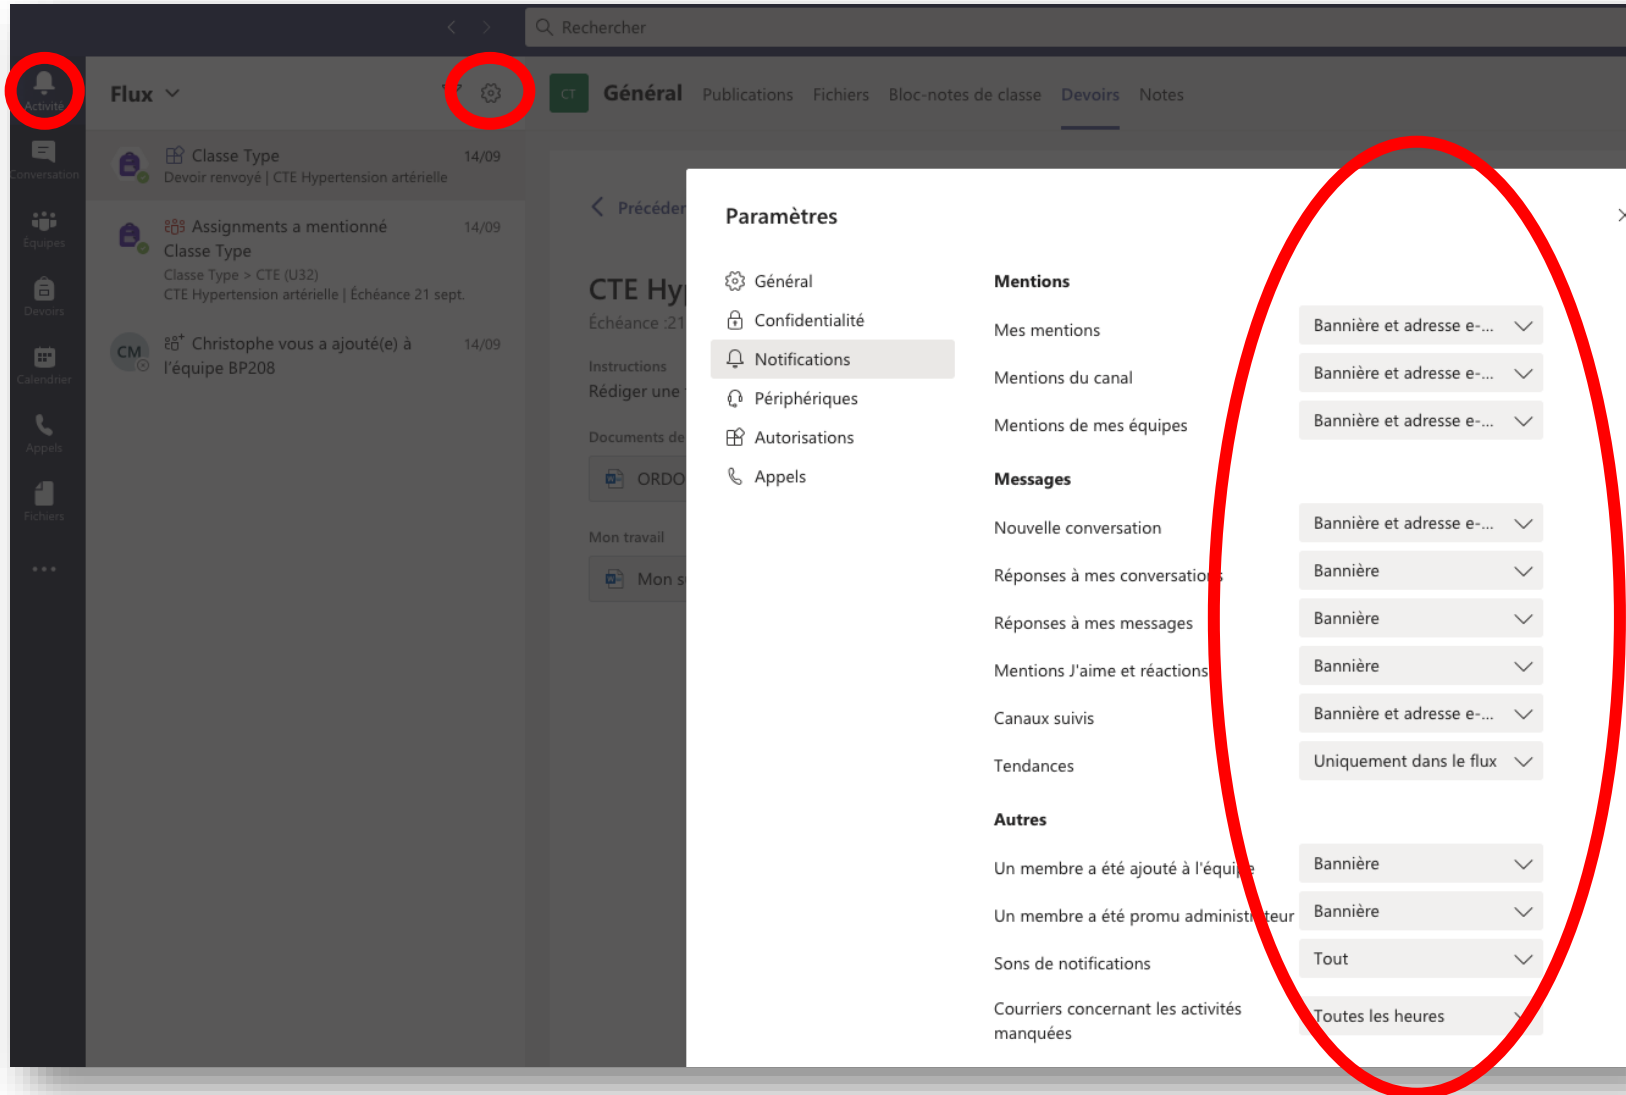 Rechercher
Activité
Conversation
Équipes
Devoirs
Calendrier
Appels
Fichiers
Flux
Classe Type
14/09
Devoir renvoyé | CTE Hypertension artérielle
Assignments a mentionné
14/09
Classe Type
Classe Type > CTE (U32)
CTE Hypertension artérielle | Échéance 21 sept.
CM
Christophe vous a ajouté(e) à
14/09
l'équipe BP208
CT
Général Publications Fichiers Bloc-notes de classe Devoirs Notes
Précéder
CTE Hy
Échéance :21
Instructions
Rédiger une
Documents de
ORDO
Mon travail
Mon s
Paramètres
Général
Confidentialité
Notifications
Périphériques
Autorisations
Appels
Mentions
Mes mentions Bannière et adresse e-...
Mentions du canal Bannière et adresse e-...
Mentions de mes équipes Bannière et adresse e-...
Messages
Nouvelle conversation Bannière et adresse e-...
Réponses à mes conversations Bannière
Réponses à mes messages Bannière
Mentions J'aime et réactions Bannière
Canaux suivis Bannière et adresse e-...
Tendances Uniquement dans le flux
Autres
Un membre a été ajouté à l'équipe Bannière
Un membre a été promu administrateur Bannière
Sons de notifications Tout
Courriers concernant les activités
manquées
Toutes les heures